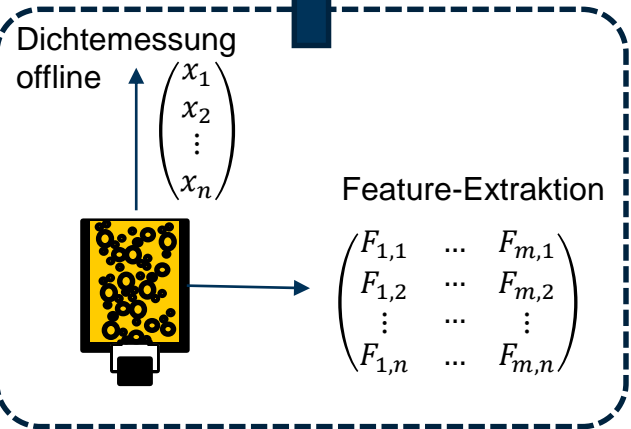 Dichtemessung
offline
x₁
x₂
⋮
xₙ
Feature-Extraktion
F₁,₁ … Fₘ,₁
F₁,₂ … Fₘ,₂
⋮ … ⋮
F₁,ₙ … Fₘ,ₙ